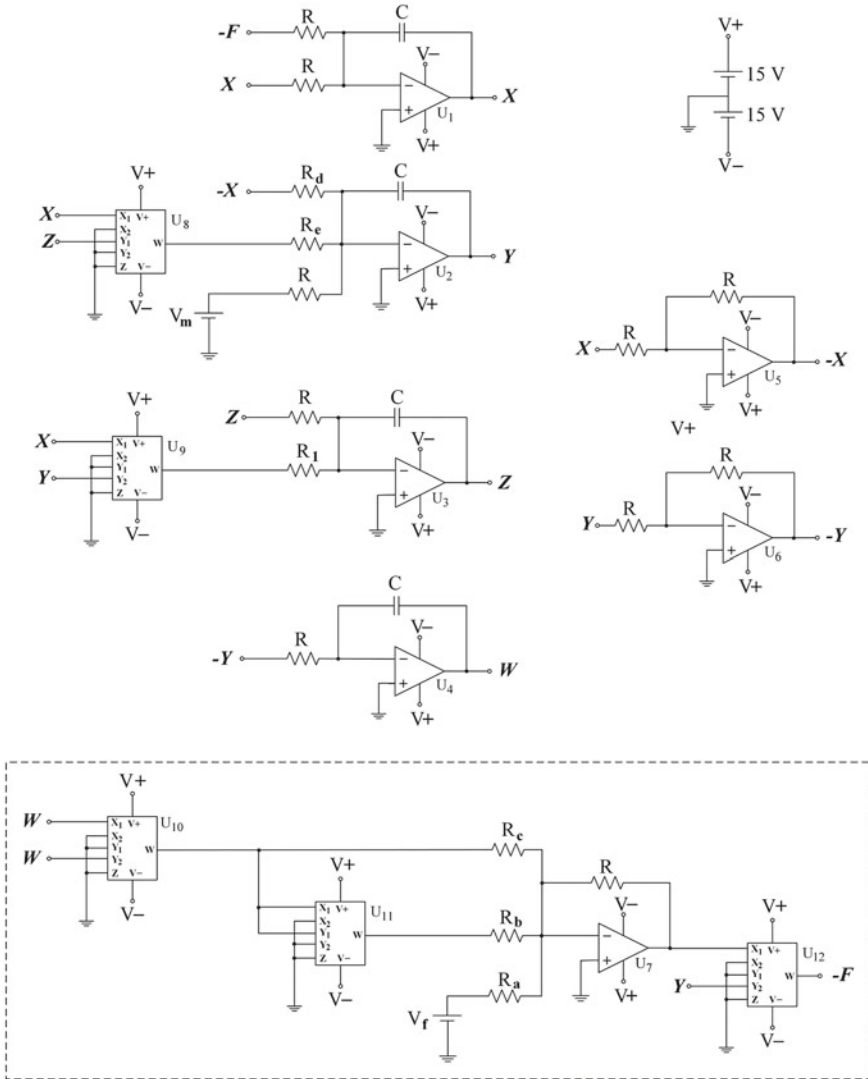 -F R C
V−
X R − + U1 X
V+
V+
15 V
15 V
V−
V+
-X Rd C
X X1 V+ U8
X2
Z Y1 W Re − + U2 Y
Y2
Z V−
V−
V−
V+
R
Vm
R
V−
X R − + U5 -X
V+
V+
V+
Z R C
X X1 V+ U9
X2
Y1 W R1 − + U3 Z
Y Y2
Z V−
V−
V−
V+
R
V−
Y R − + U6 -Y
V+
C
V−
-Y R − + U4 W
V+
V+
W X1 V+ U10
X2
Y1 W Rc
W Y2
Z V−
V−
V+
X1 V+ U11
X2
Y1 W Rb
Y2
Z V−
V−
Ra
Vf
R
V−
− + U7
V+
V+
X1 V+ U12
X2
Y1 W -F
Y Y2
Z V−
V−